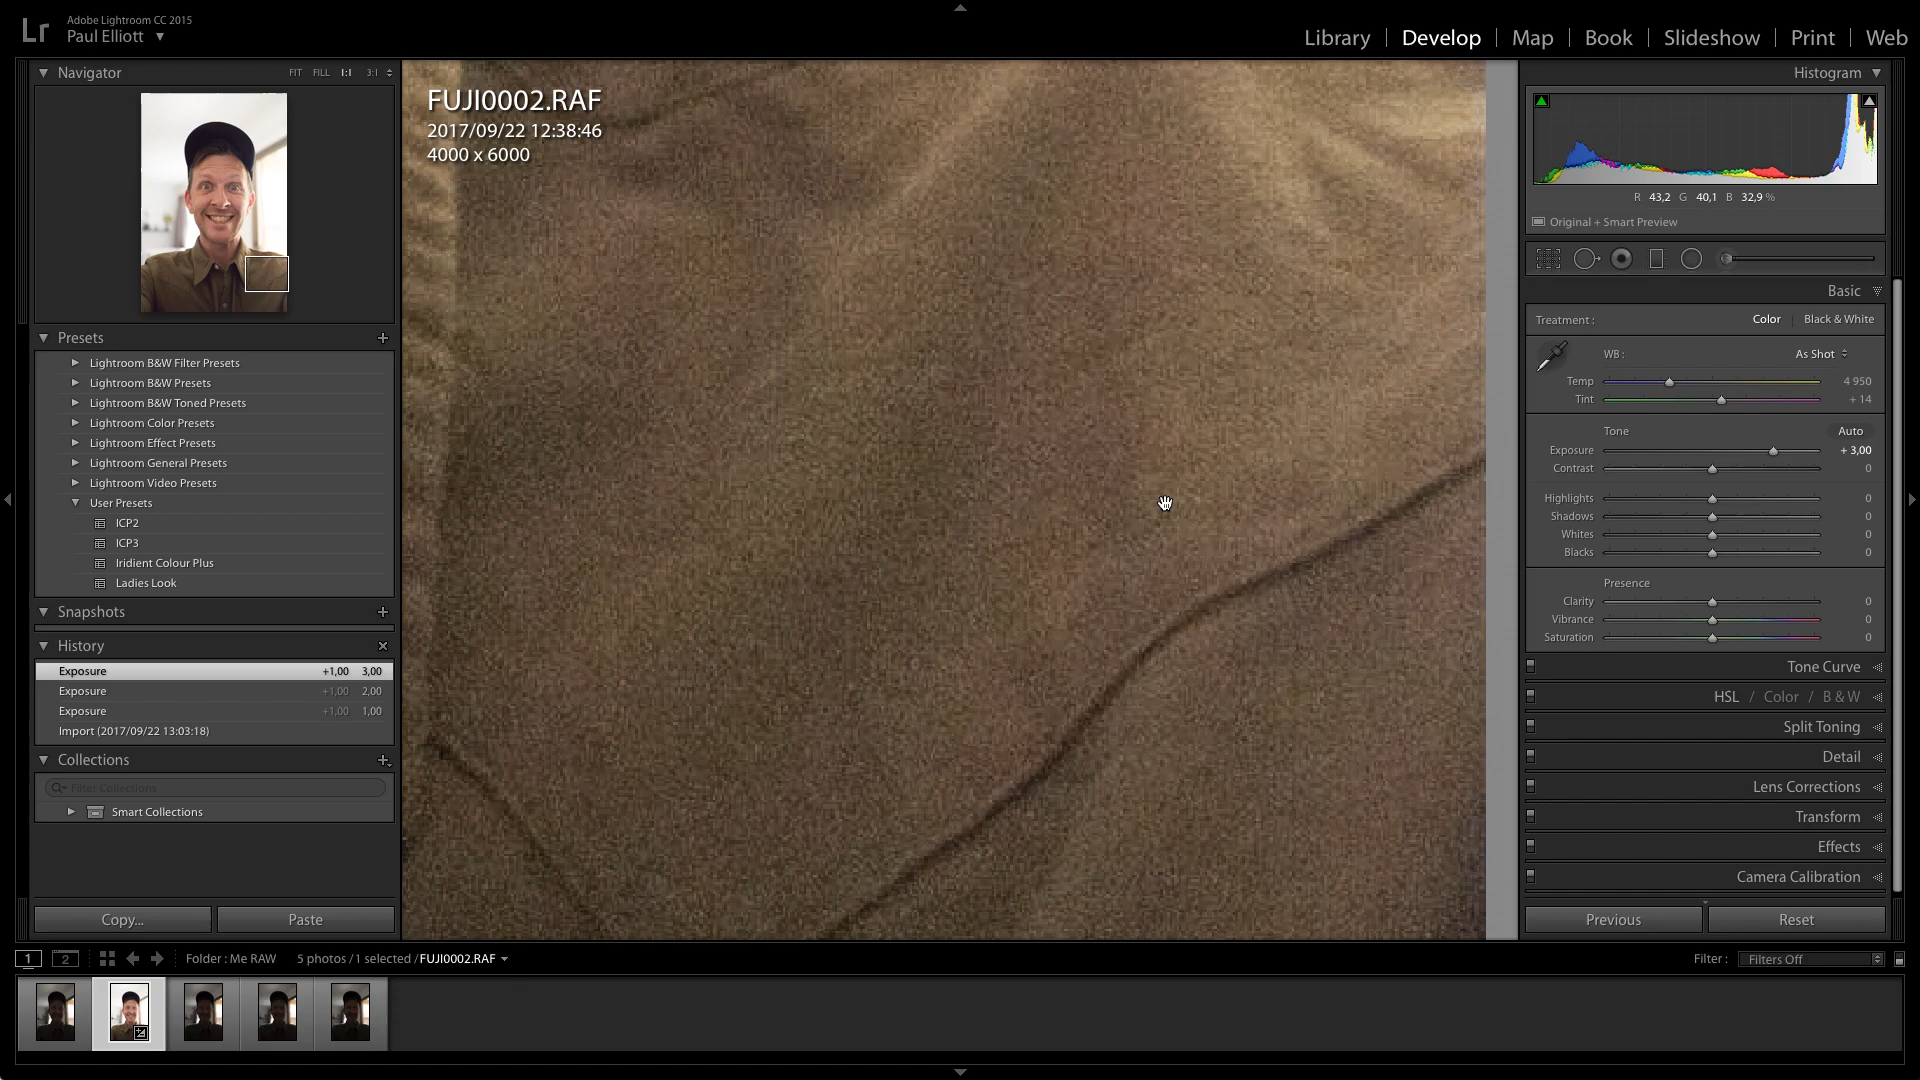 Lr
Adobe Lightroom CC 2015
Paul Elliott
Library | Develop | Map | Book | Slideshow | Print | Web
Navigator FIT FILL 1:1 3:1
Presets
Lightroom B&W Filter Presets
Lightroom B&W Presets
Lightroom B&W Toned Presets
Lightroom Color Presets
Lightroom Effect Presets
Lightroom General Presets
Lightroom Video Presets
User Presets
ICP2
ICP3
Iridient Colour Plus
Ladies Look
Snapshots
History
Exposure +1,00 3,00
Exposure +1,00 2,00
Exposure +1,00 1,00
Import (2017/09/22 13:03:18)
Collections
Filter Collections
Smart Collections
Copy... Paste
FUJI0002.RAF
2017/09/22 12:38:46
4000 x 6000
Histogram
R 43,2 G 40,1 B 32,9 %
Original + Smart Preview
Basic
Treatment : Color | Black & White
WB : As Shot
Temp 4 950
Tint + 14
Tone Auto
Exposure + 3,00
Contrast 0
Highlights 0
Shadows 0
Whites 0
Blacks 0
Presence
Clarity 0
Vibrance 0
Saturation 0
Tone Curve
HSL / Color / B & W
Split Toning
Detail
Lens Corrections
Transform
Effects
Camera Calibration
Previous Reset
1 2 Folder : Me RAW 5 photos / 1 selected / FUJI0002.RAF Filter : Filters Off